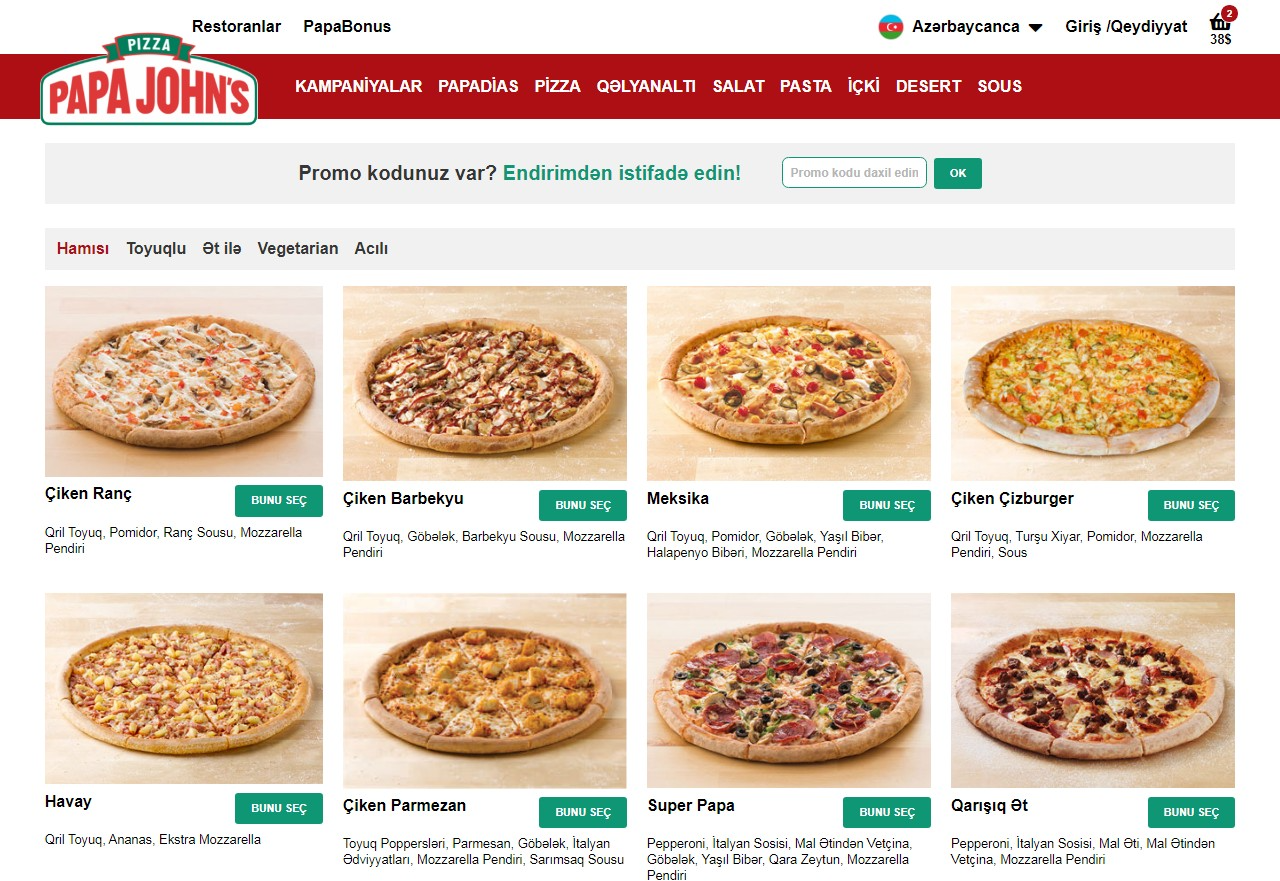 Restoranlar PapaBonus
Azərbaycanca Giriş /Qeydiyyat 2
38$
PIZZA
PAPA JOHN'S
KAMPANİYALAR PAPADİAS PİZZA QƏLYANALTI SALAT PASTA İÇKİ DESERT SOUS
Promo kodunuz var? Endirimdən istifadə edin! Promo kodu daxil edin OK
Hamısı Toyuqlu Ət ilə Vegetarian Acılı
Çiken Ranç BUNU SEÇ
Qril Toyuq, Pomidor, Ranç Sousu, Mozzarella
Pendiri
Çiken Barbekyu BUNU SEÇ
Qril Toyuq, Göbələk, Barbekyu Sousu, Mozzarella
Pendiri
Meksika BUNU SEÇ
Qril Toyuq, Pomidor, Göbələk, Yaşıl Bibər,
Halapenyo Bibəri, Mozzarella Pendiri
Çiken Çizburger BUNU SEÇ
Qril Toyuq, Turşu Xiyar, Pomidor, Mozzarella
Pendiri, Sous
Havay BUNU SEÇ
Qril Toyuq, Ananas, Ekstra Mozzarella
Çiken Parmezan BUNU SEÇ
Toyuq Poppersləri, Parmesan, Göbələk, İtalyan
Ədviyyatları, Mozzarella Pendiri, Sarımsaq Sousu
Super Papa BUNU SEÇ
Pepperoni, İtalyan Sosisi, Mal Ətindən Vetçina,
Göbələk, Yaşıl Bibər, Qara Zeytun, Mozzarella
Pendiri
Qarışıq Ət BUNU SEÇ
Pepperoni, İtalyan Sosisi, Mal Əti, Mal Ətindən
Vetçina, Mozzarella Pendiri